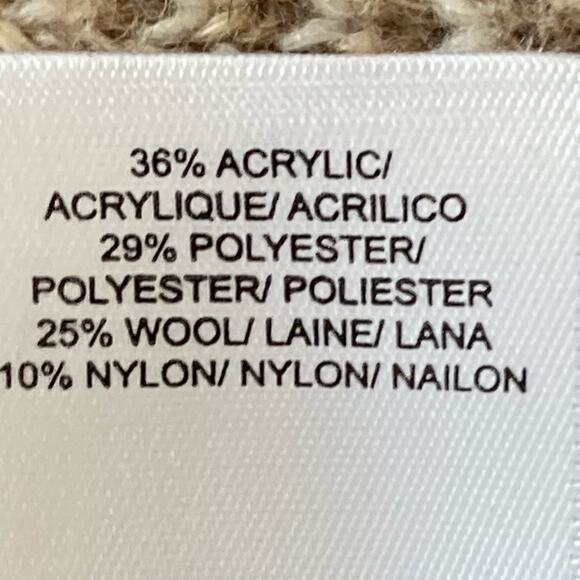 36% ACRYLIC/
ACRYLIQUE/ ACRILICO
29% POLYESTER/
POLYESTER/ POLIESTER
25% WOOL/ LAINE/ LANA
10% NYLON/ NYLON/ NAILON